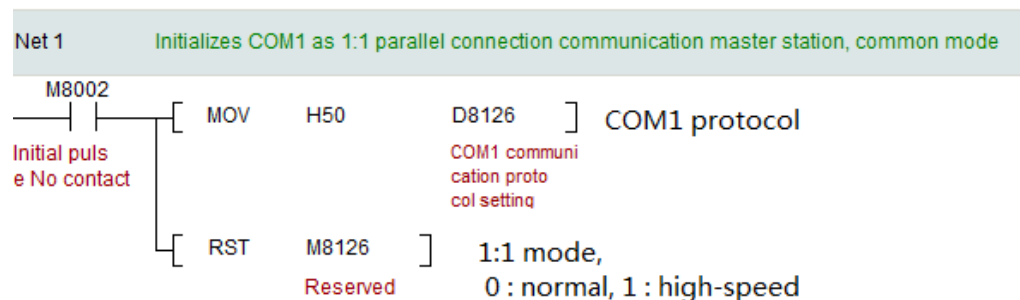 Net 1 Initializes COM1 as 1:1 parallel connection communication master station, common mode
M8002
MOV H50 D8126 COM1 protocol
Initial puls
e No contact
COM1 communi
cation proto
col setting
RST M8126 1:1 mode,
Reserved 0 : normal, 1 : high-speed